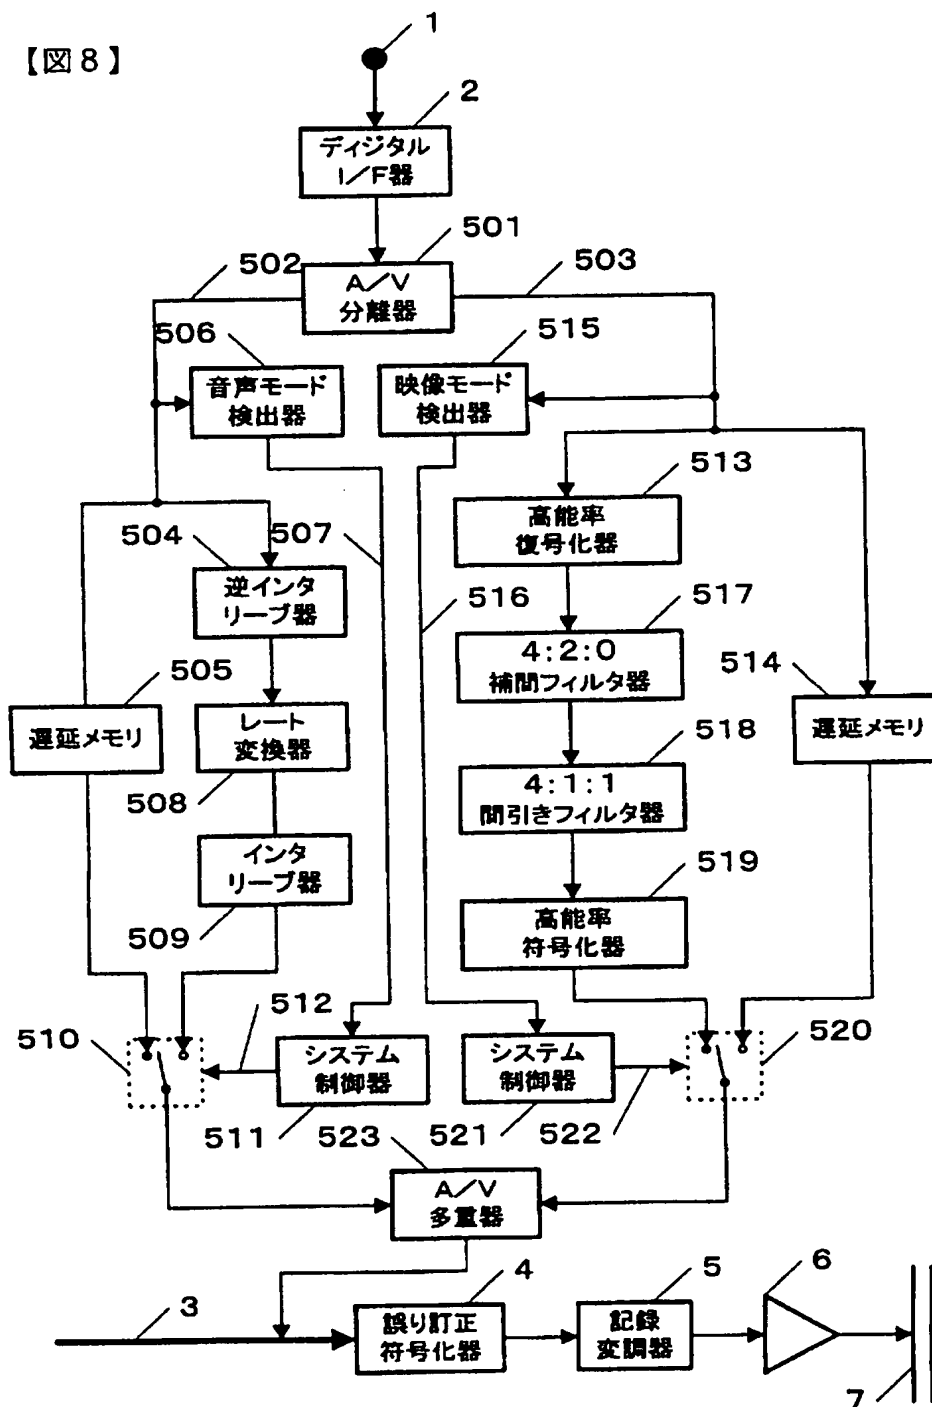 【図8】
1
2
ディジタル
I/F器
501
502
503
A/V
分離器
506
515
音声モード
検出器
映像モード
検出器
513
高能率
復号化器
504
507
逆インタ
リーブ器
516
517
4:2:0
補間フィルタ器
505
514
遅延メモリ
レート
変換器
遅延メモリ
508
518
4:1:1
間引きフィルタ器
インタ
リーブ器
519
509
高能率
符号化器
510
512
520
システム
制御器
システム
制御器
511
523
521
522
A/V
多重器
3
4
5
6
誤り訂正
符号化器
記録
変調器
7